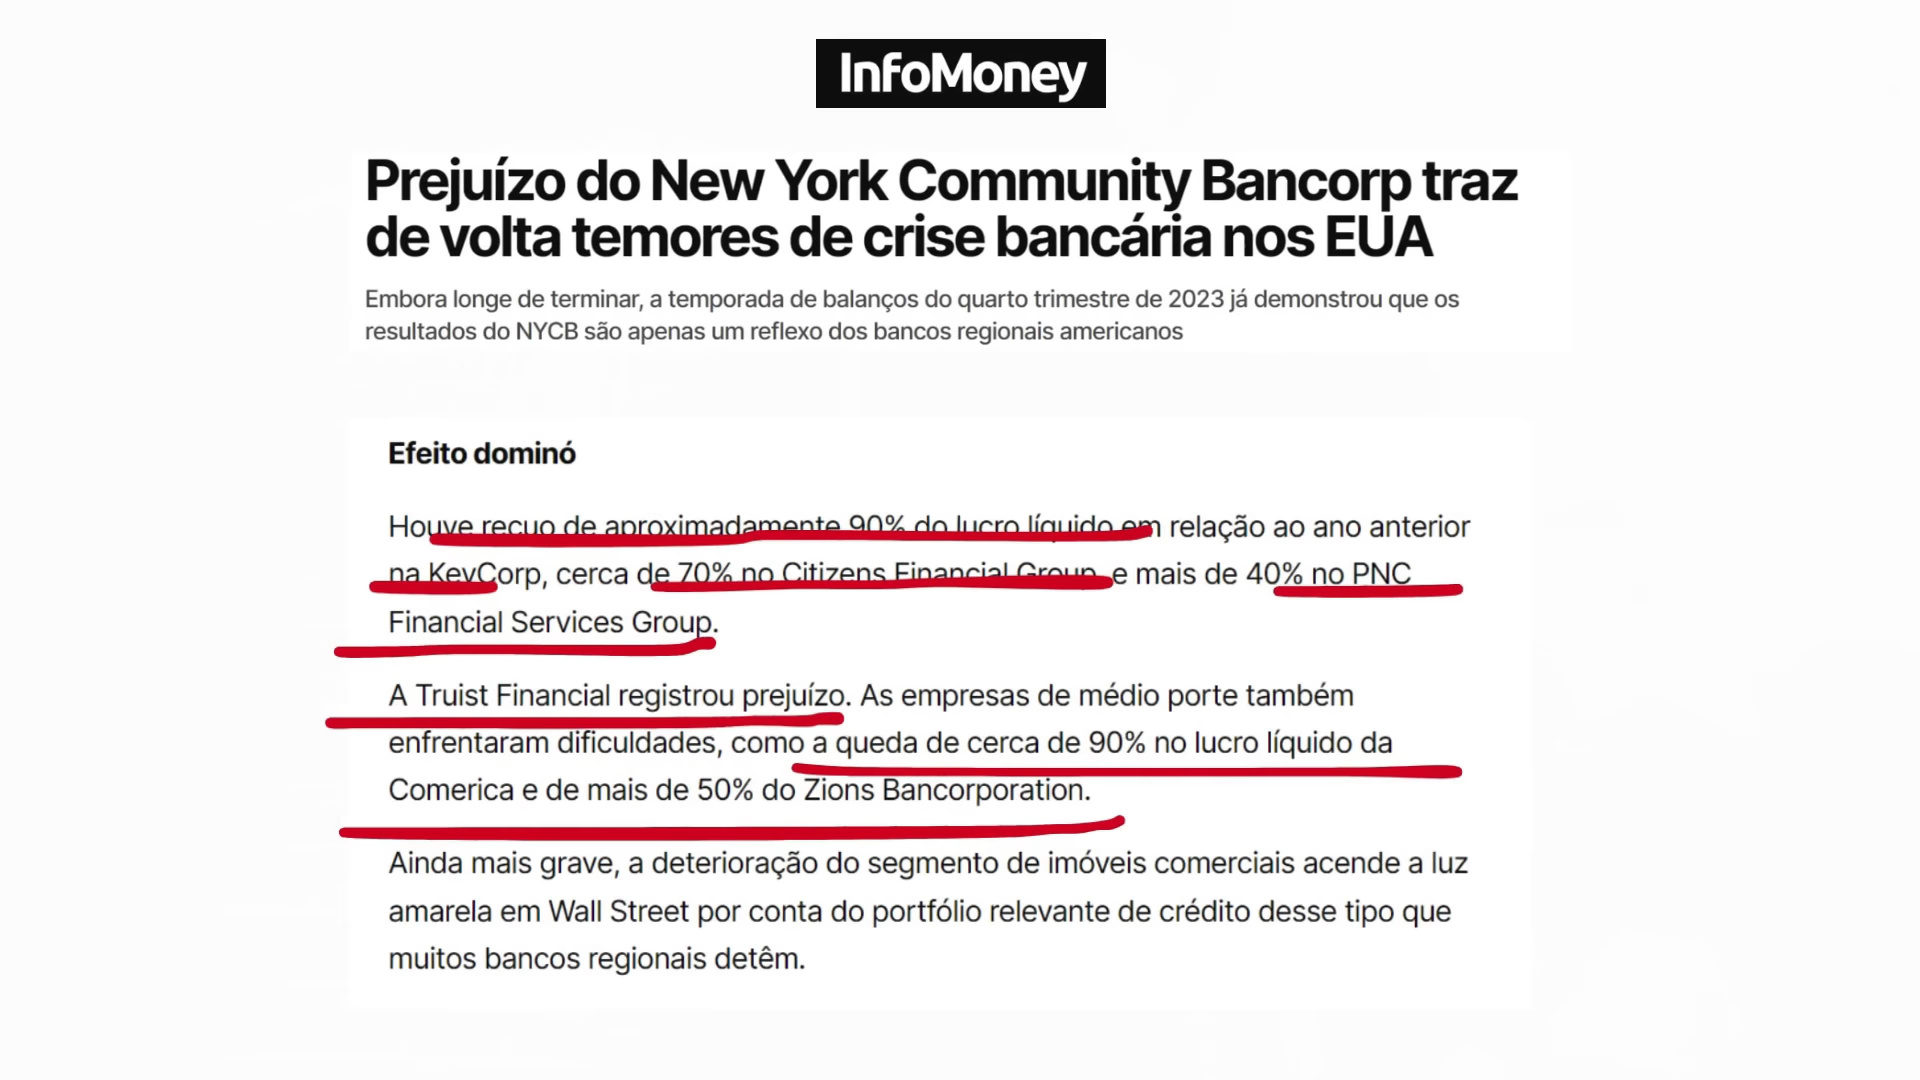 InfoMoney
Prejuízo do New York Community Bancorp traz
de volta temores de crise bancária nos EUA
Embora longe de terminar, a temporada de balanços do quarto trimestre de 2023 já demonstrou que os
resultados do NYCB são apenas um reflexo dos bancos regionais americanos
Efeito dominó
Houve recuo de aproximadamente 90% do lucro líquido em relação ao ano anterior
na KeyCorp, cerca de 70% no Citizens Financial Group, e mais de 40% no PNC
Financial Services Group.
A Truist Financial registrou prejuízo. As empresas de médio porte também
enfrentaram dificuldades, como a queda de cerca de 90% no lucro líquido da
Comerica e de mais de 50% do Zions Bancorporation.
Ainda mais grave, a deterioração do segmento de imóveis comerciais acende a luz
amarela em Wall Street por conta do portfólio relevante de crédito desse tipo que
muitos bancos regionais detêm.